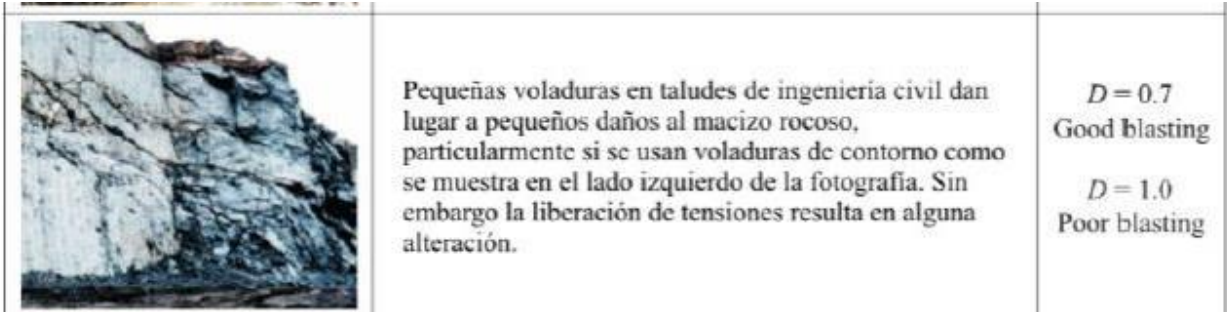 Pequeñas voladuras en taludes de ingeniería civil dan
lugar a pequeños daños al macizo rocoso,
particularmente si se usan voladuras de contorno como
se muestra en el lado izquierdo de la fotografía. Sin
embargo la liberación de tensiones resulta en alguna
alteración.
D = 0.7
Good blasting
D = 1.0
Poor blasting